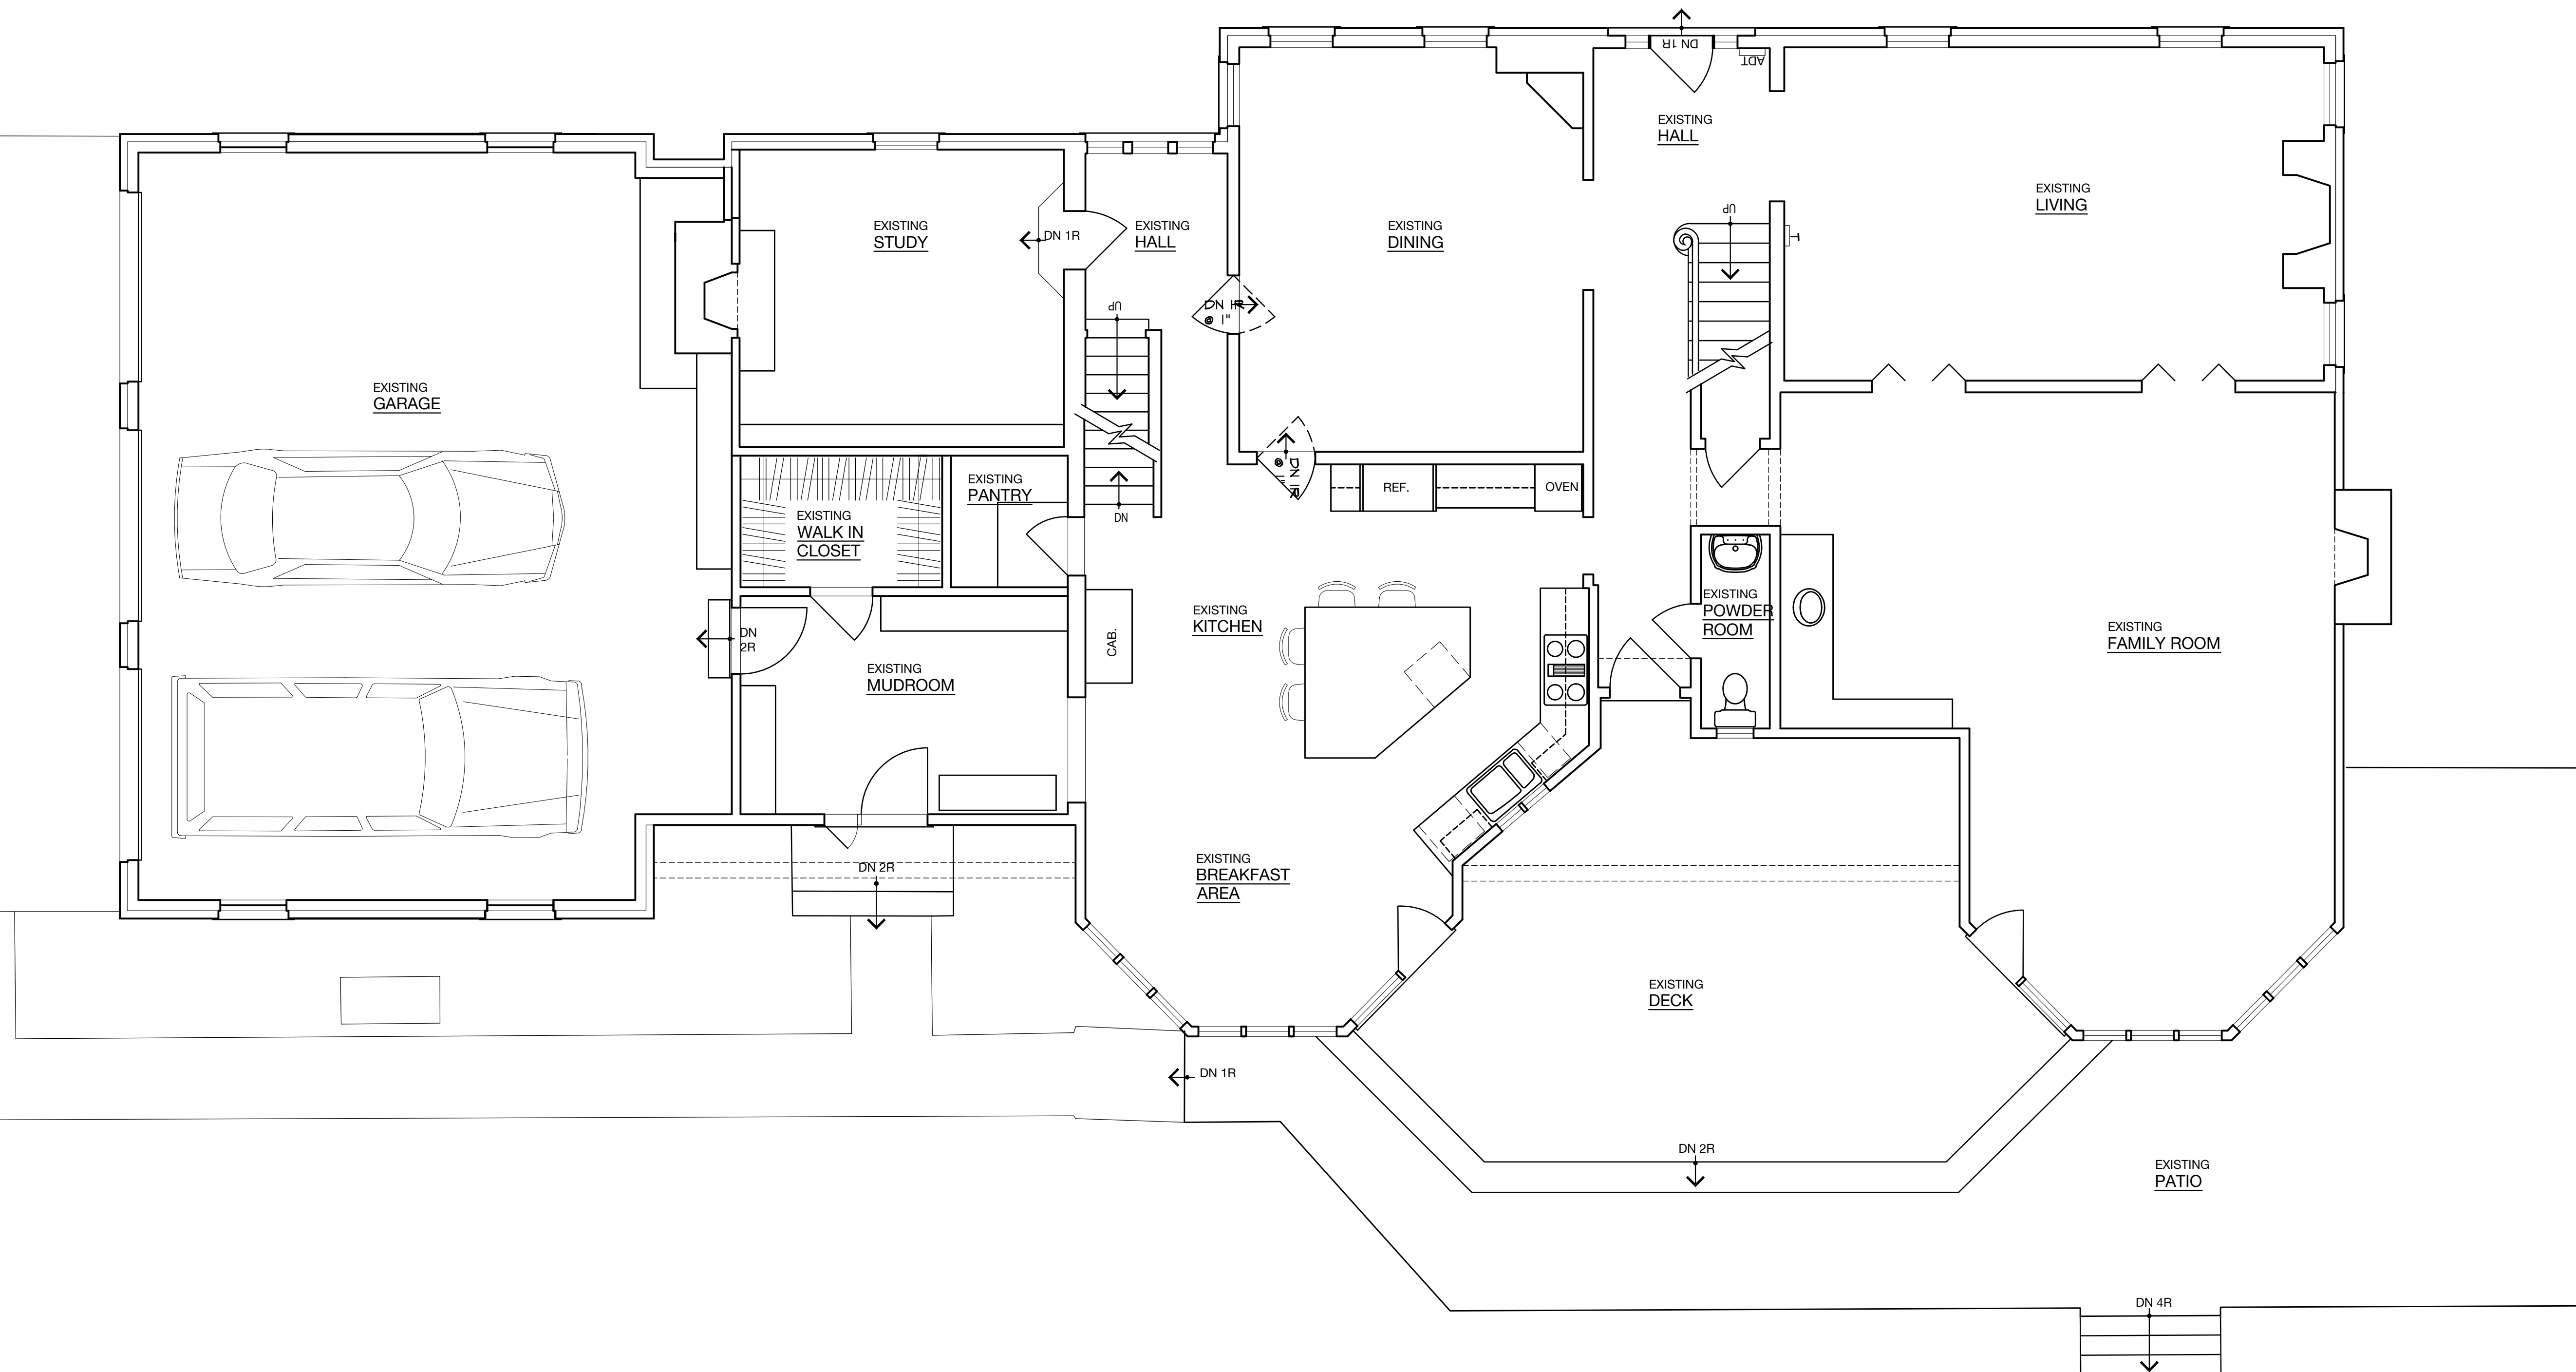 DN 1R
ADT
EXISTING
HALL
EXISTING
LIVING
EXISTING
STUDY
DN 1R
EXISTING
HALL
EXISTING
DINING
UP
T
DN 1R
@ 1"
UP
EXISTING
GARAGE
DN 1R
@ 1"
EXISTING
PANTRY
REF.
OVEN
EXISTING
WALK IN
CLOSET
DN
EXISTING
KITCHEN
EXISTING
POWDER
ROOM
DN
2R
CAB.
EXISTING
FAMILY ROOM
EXISTING
MUDROOM
DN 2R
EXISTING
BREAKFAST
AREA
EXISTING
DECK
DN 1R
DN 2R
EXISTING
PATIO
DN 4R